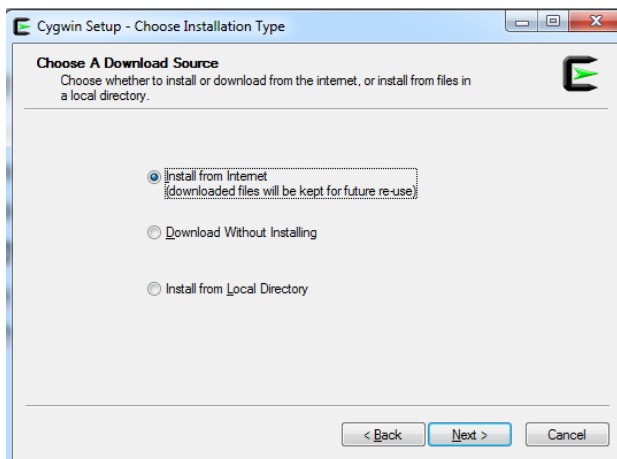 Cygwin Setup - Choose Installation Type
Choose A Download Source
Choose whether to install or download from the internet, or install from files in
a local directory.
Install from Internet
(downloaded files will be kept for future re-use)
Download Without Installing
Install from Local Directory
< Back Next > Cancel